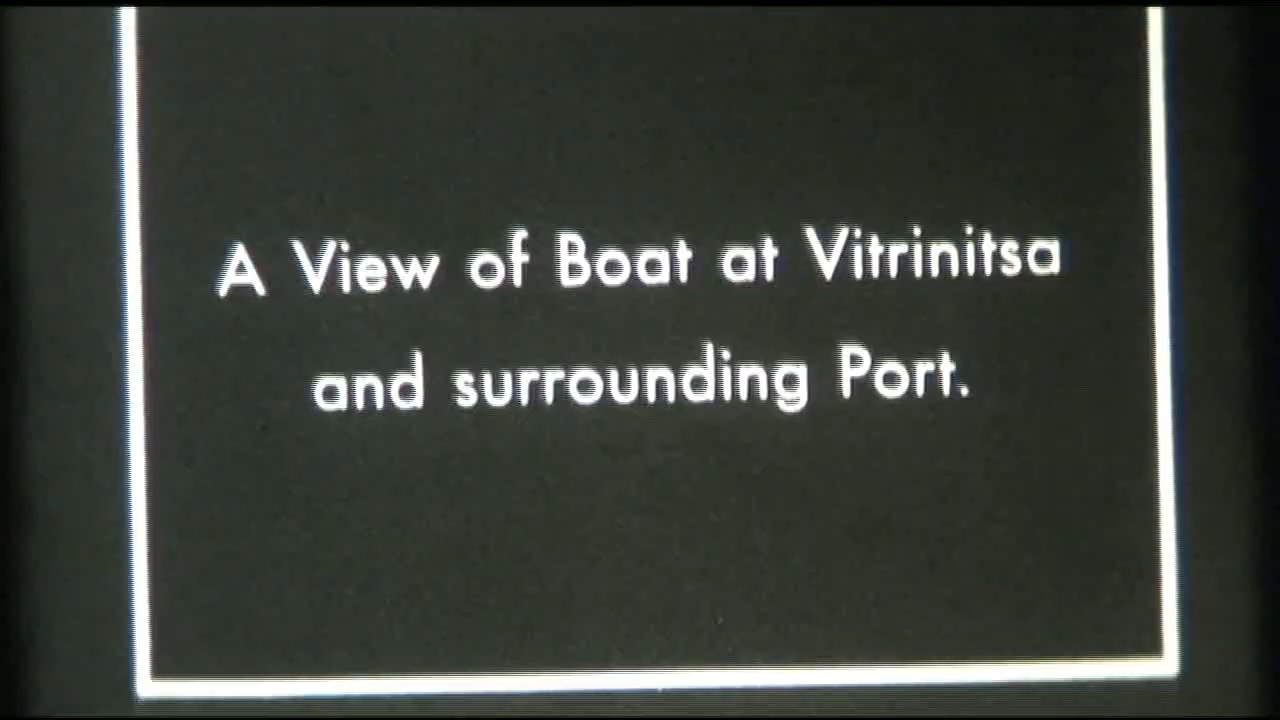 A View of Boat at Vitrinitsa
and surrounding Port.